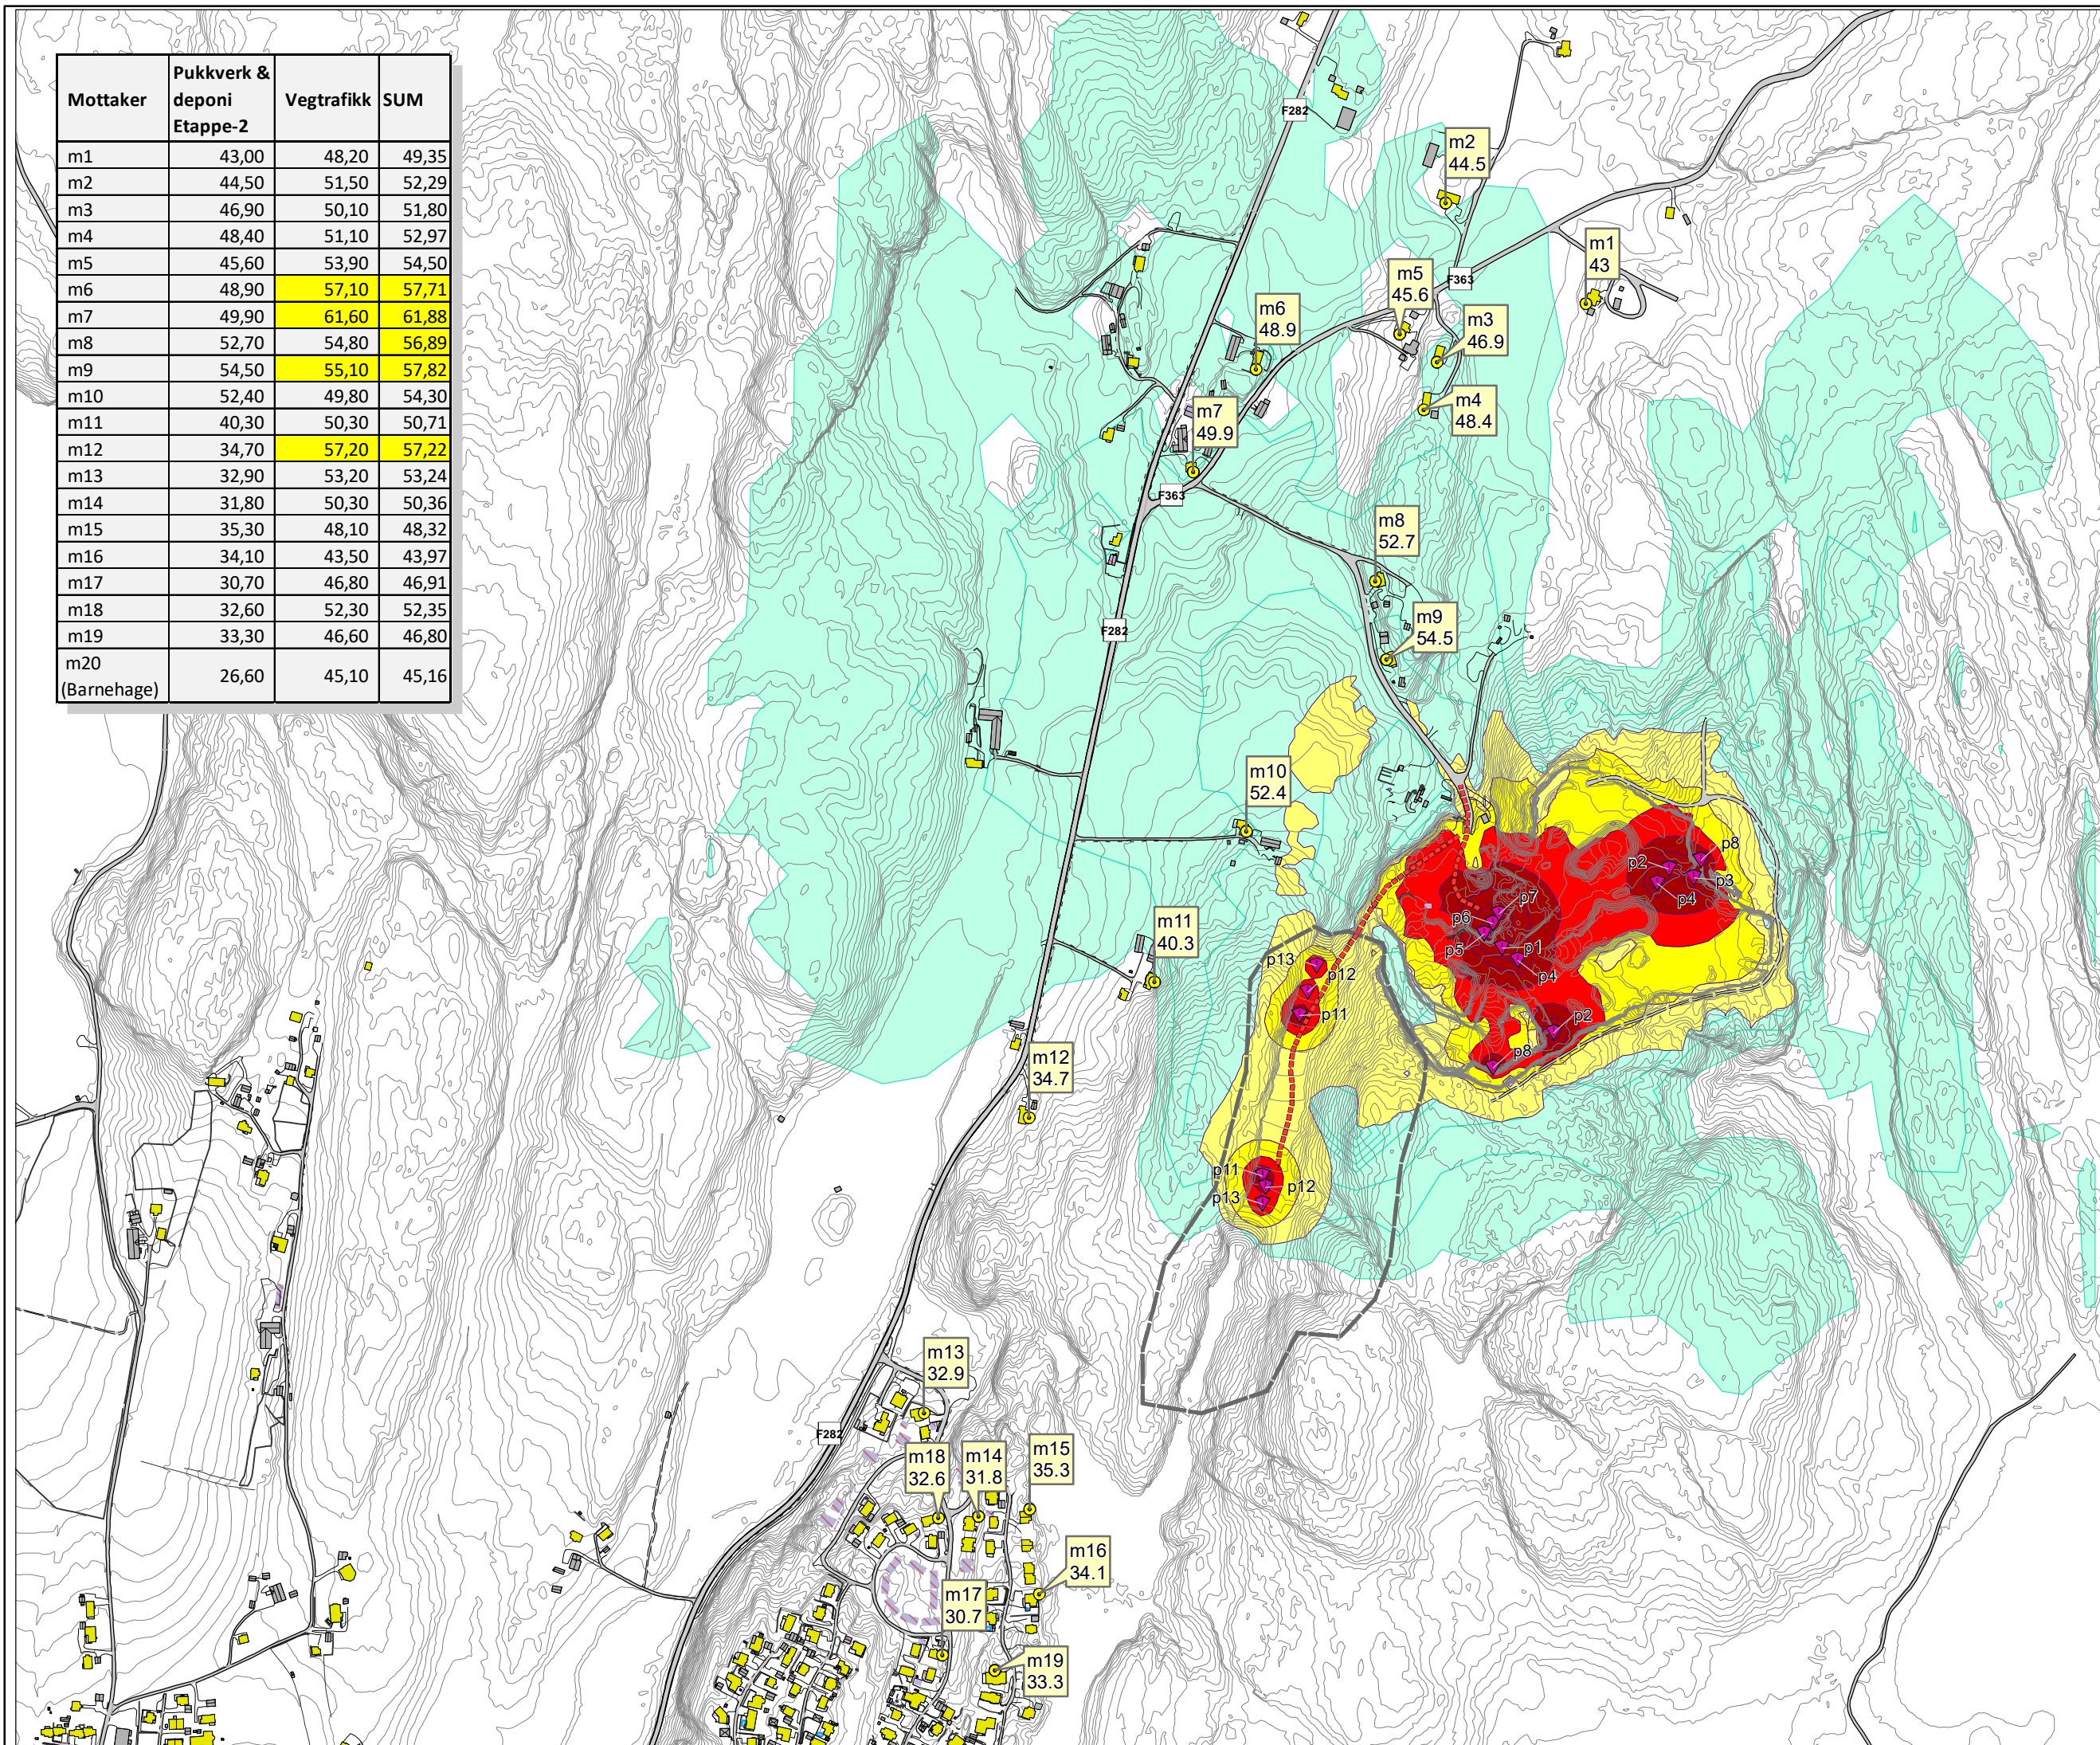 Mottaker Pukkverk & deponi Etappe-2 Vegtrafikk SUM
m1 43,00 48,20 49,35
m2 44,50 51,50 52,29
m3 46,90 50,10 51,80
m4 48,40 51,10 52,97
m5 45,60 53,90 54,50
m6 48,90 57,10 57,71
m7 49,90 61,60 61,88
m8 52,70 54,80 56,89
m9 54,50 55,10 57,82
m10 52,40 49,80 54,30
m11 40,30 50,30 50,71
m12 34,70 57,20 57,22
m13 32,90 53,20 53,24
m14 31,80 50,30 50,36
m15 35,30 48,10 48,32
m16 34,10 43,50 43,97
m17 30,70 46,80 46,91
m18 32,60 52,30 52,35
m19 33,30 46,60 46,80
m20 (Barnehage) 26,60 45,10 45,16
F282
m2
44.5
m1
43
m5
45.6
F363
m6
48.9
m3
46.9
m7
49.9
m4
48.4
F363
m8
52.7
m9
54.5
F282
m10
52.4
p8
p2
p3
p4
p7
p6
p5
p1
p4
m11
40.3
p13
p12
p11
p2
p8
m12
34.7
p11
p12
p13
m13
32.9
F282
m18
32.6
m14
31.8
m15
35.3
m16
34.1
m17
30.7
m19
33.3